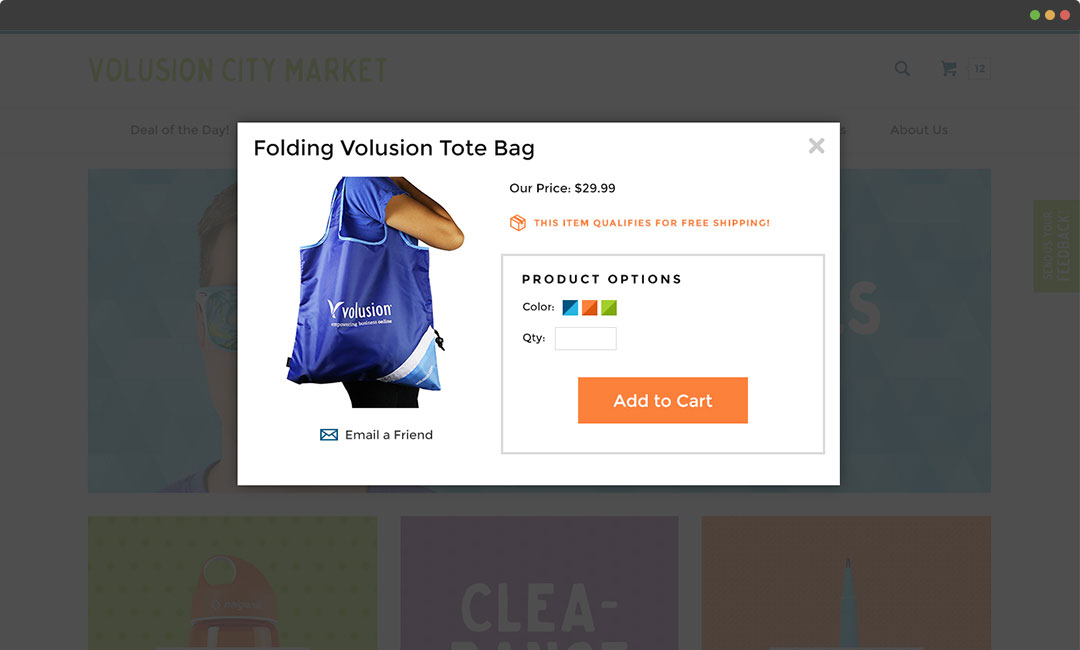 VOLUSION CITY MARKET
12
Deal of the Day!
About Us
Folding Volusion Tote Bag
Our Price: $29.99
THIS ITEM QUALIFIES FOR FREE SHIPPING!
volusion
empowering business online
PRODUCT OPTIONS
Color:
Qty:
Add to Cart
Email a Friend
SEND US YOUR
FEEDBACK!
CLEA-
RANCE